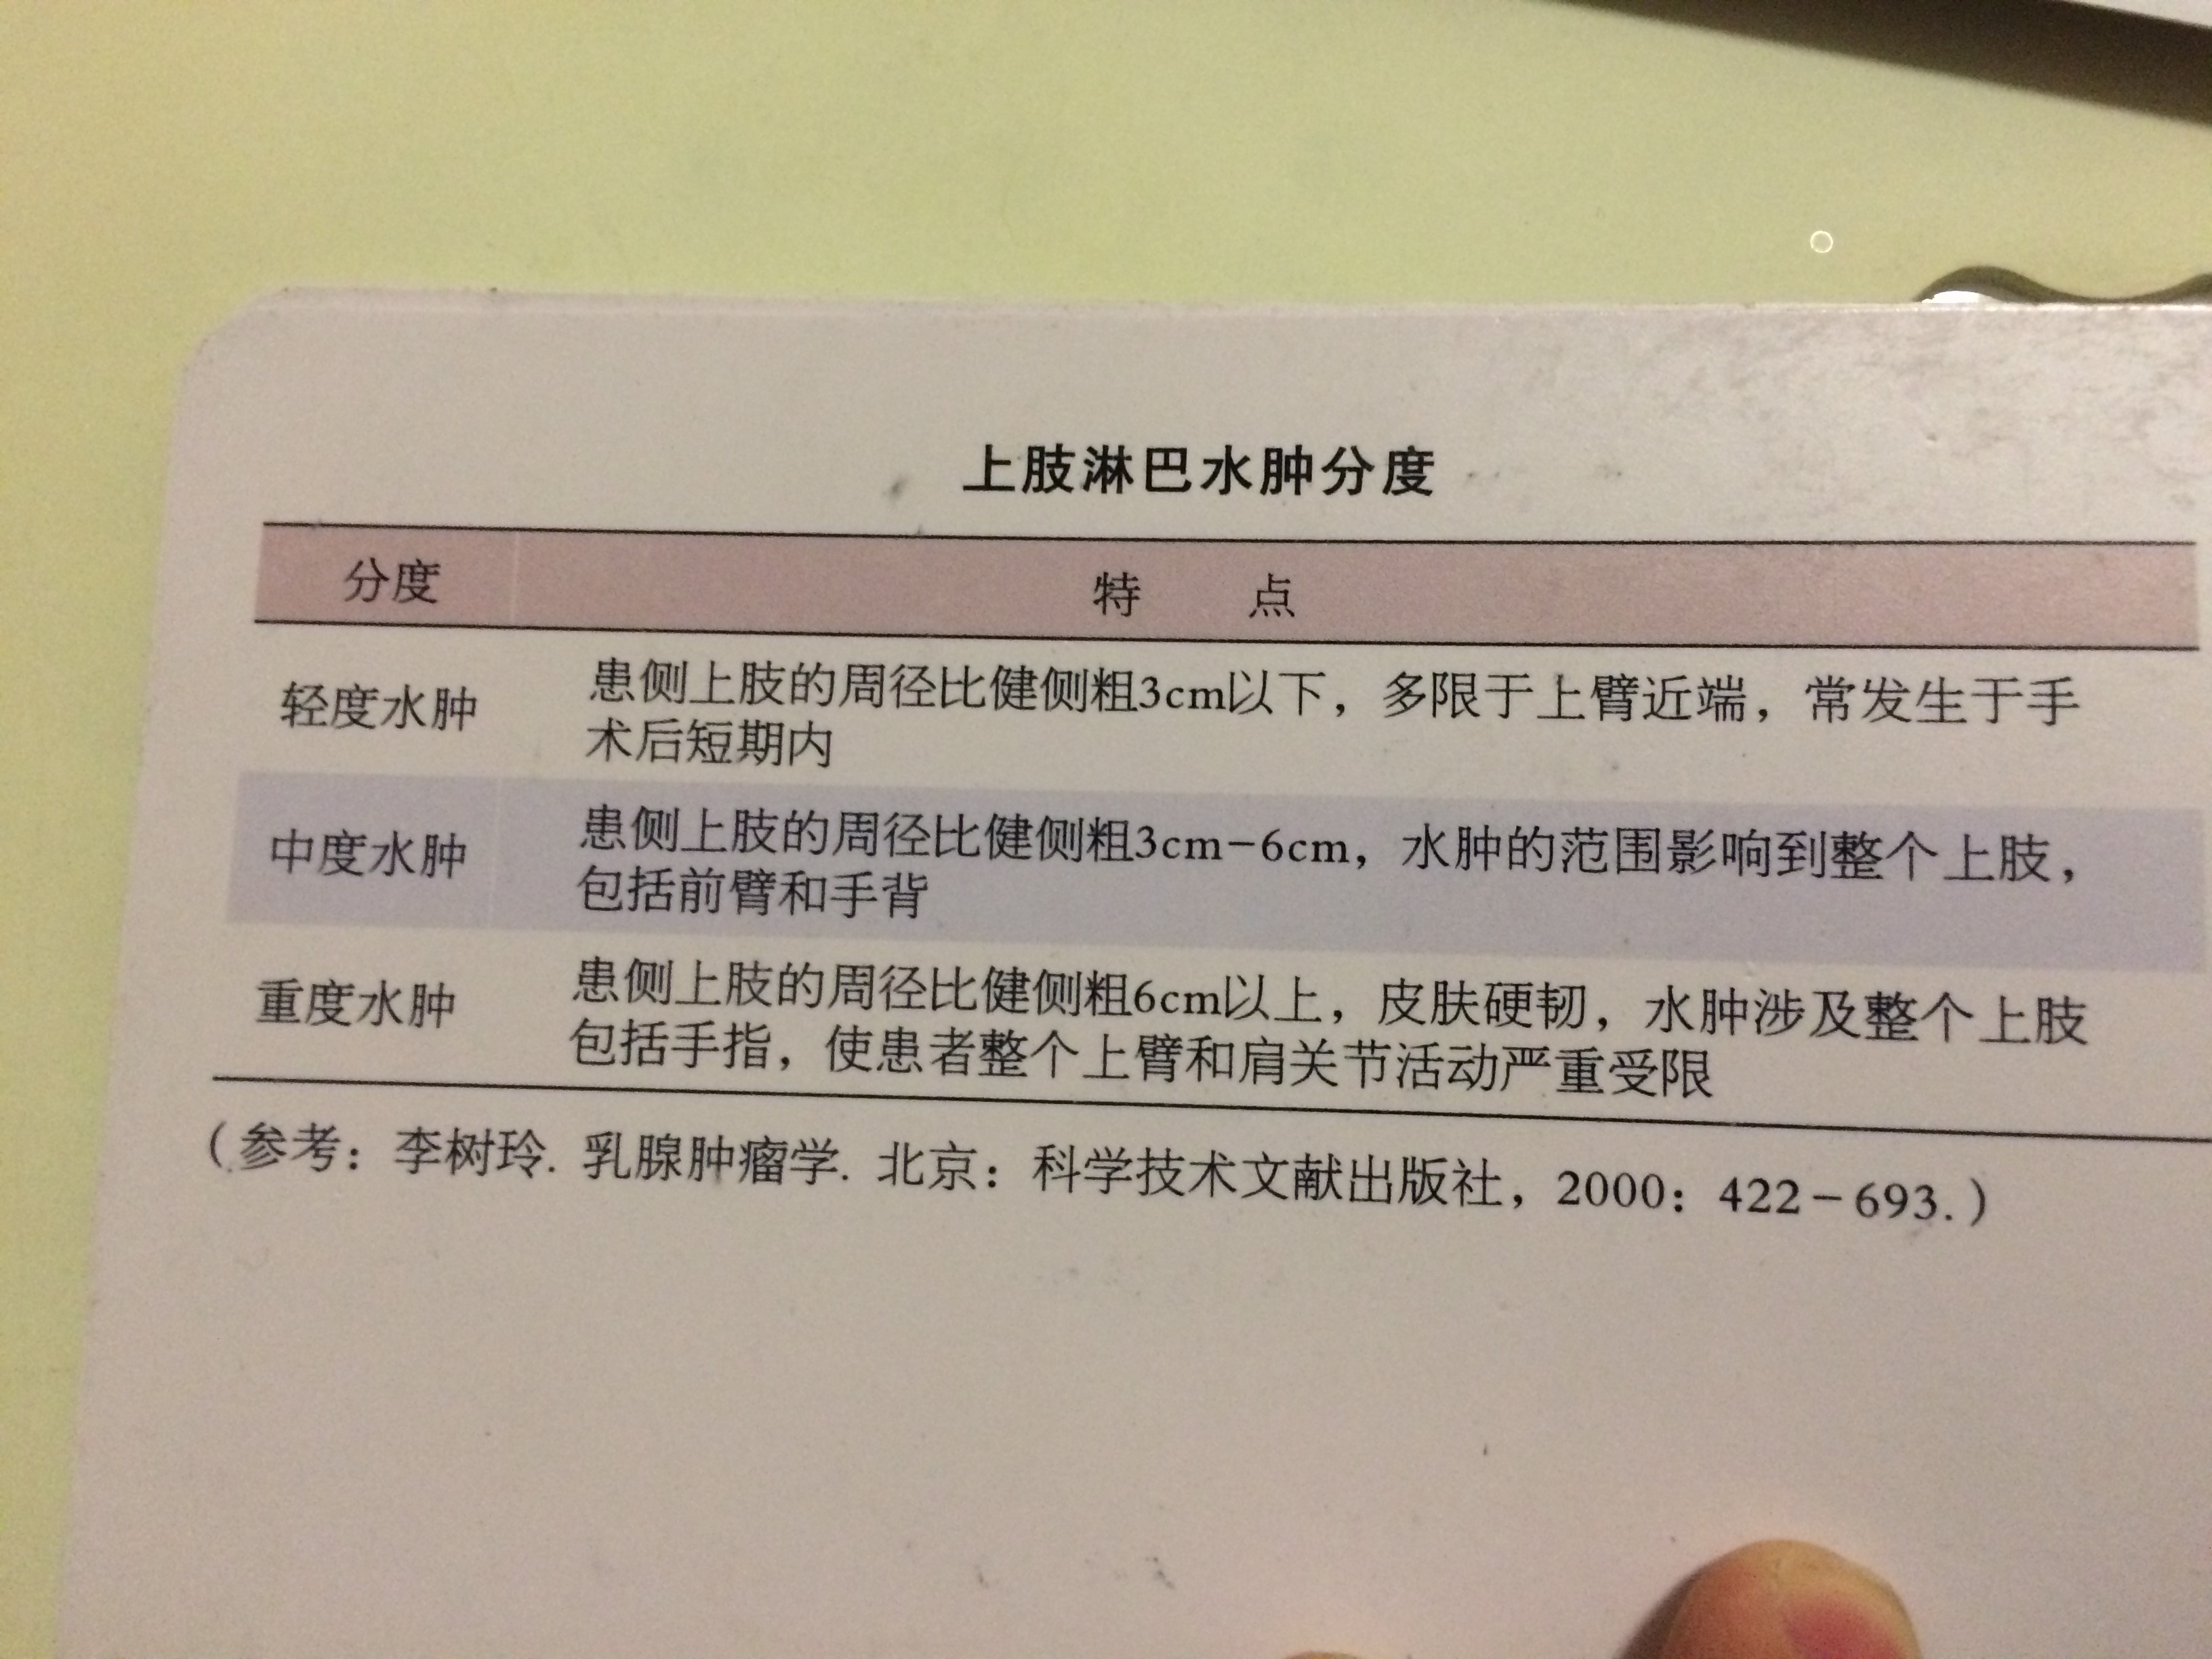 上肢淋巴水肿分度
分度 特 点
轻度水肿 患侧上肢的周径比健侧粗3cm以下，多限于上臂近端，常发生于手
术后短期内
中度水肿 患侧上肢的周径比健侧粗3cm-6cm，水肿的范围影响到整个上肢，
包括前臂和手背
重度水肿 患侧上肢的周径比健侧粗6cm以上，皮肤硬韧，水肿涉及整个上肢
包括手指，使患者整个上臂和肩关节活动严重受限
（参考：李树玲. 乳腺肿瘤学. 北京：科学技术文献出版社，2000：422-693.）